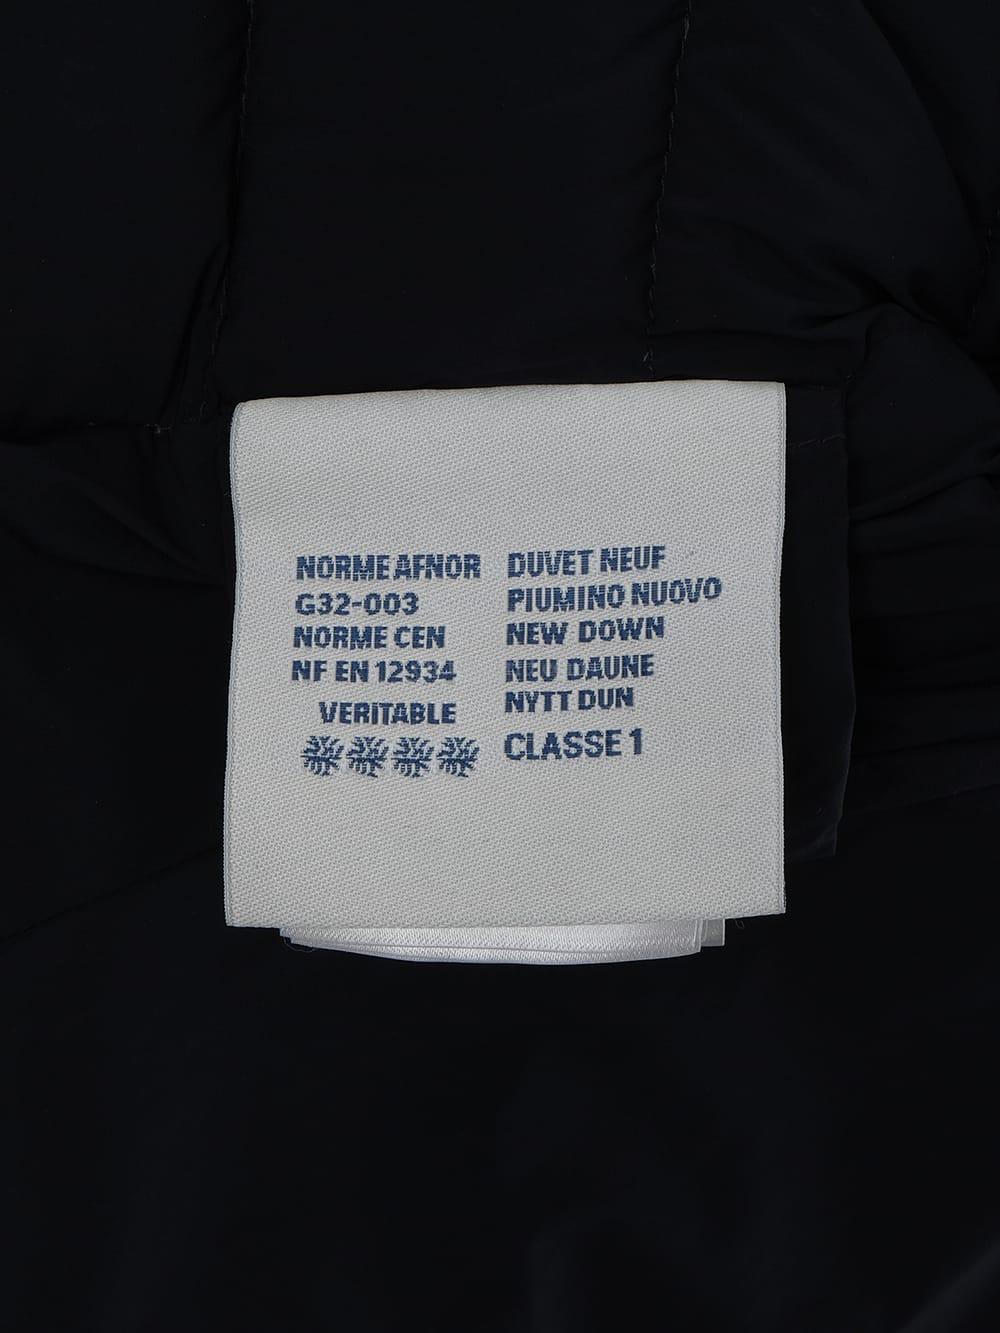 NORME AFNOR
G32-003
NORME CEN
NF EN 12934
VERITABLE
DUVET NEUF
PIUMINO NUOVO
NEW DOWN
NEU DAUNE
NYTT DUN
CLASSE 1